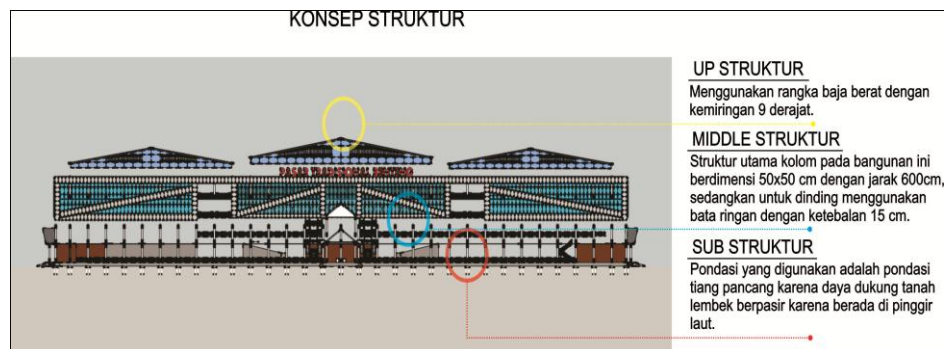 KONSEP STRUKTUR
UP STRUKTUR
Menggunakan rangka baja berat dengan
kemiringan 9 derajat.
MIDDLE STRUKTUR
Struktur utama kolom pada bangunan ini
berdimensi 50x50 cm dengan jarak 600cm,
sedangkan untuk dinding menggunakan
bata ringan dengan ketebalan 15 cm.
SUB STRUKTUR
Pondasi yang digunakan adalah pondasi
tiang pancang karena daya dukung tanah
lembek berpasir karena berada di pinggir
laut.
PASAR TRADISIONAL